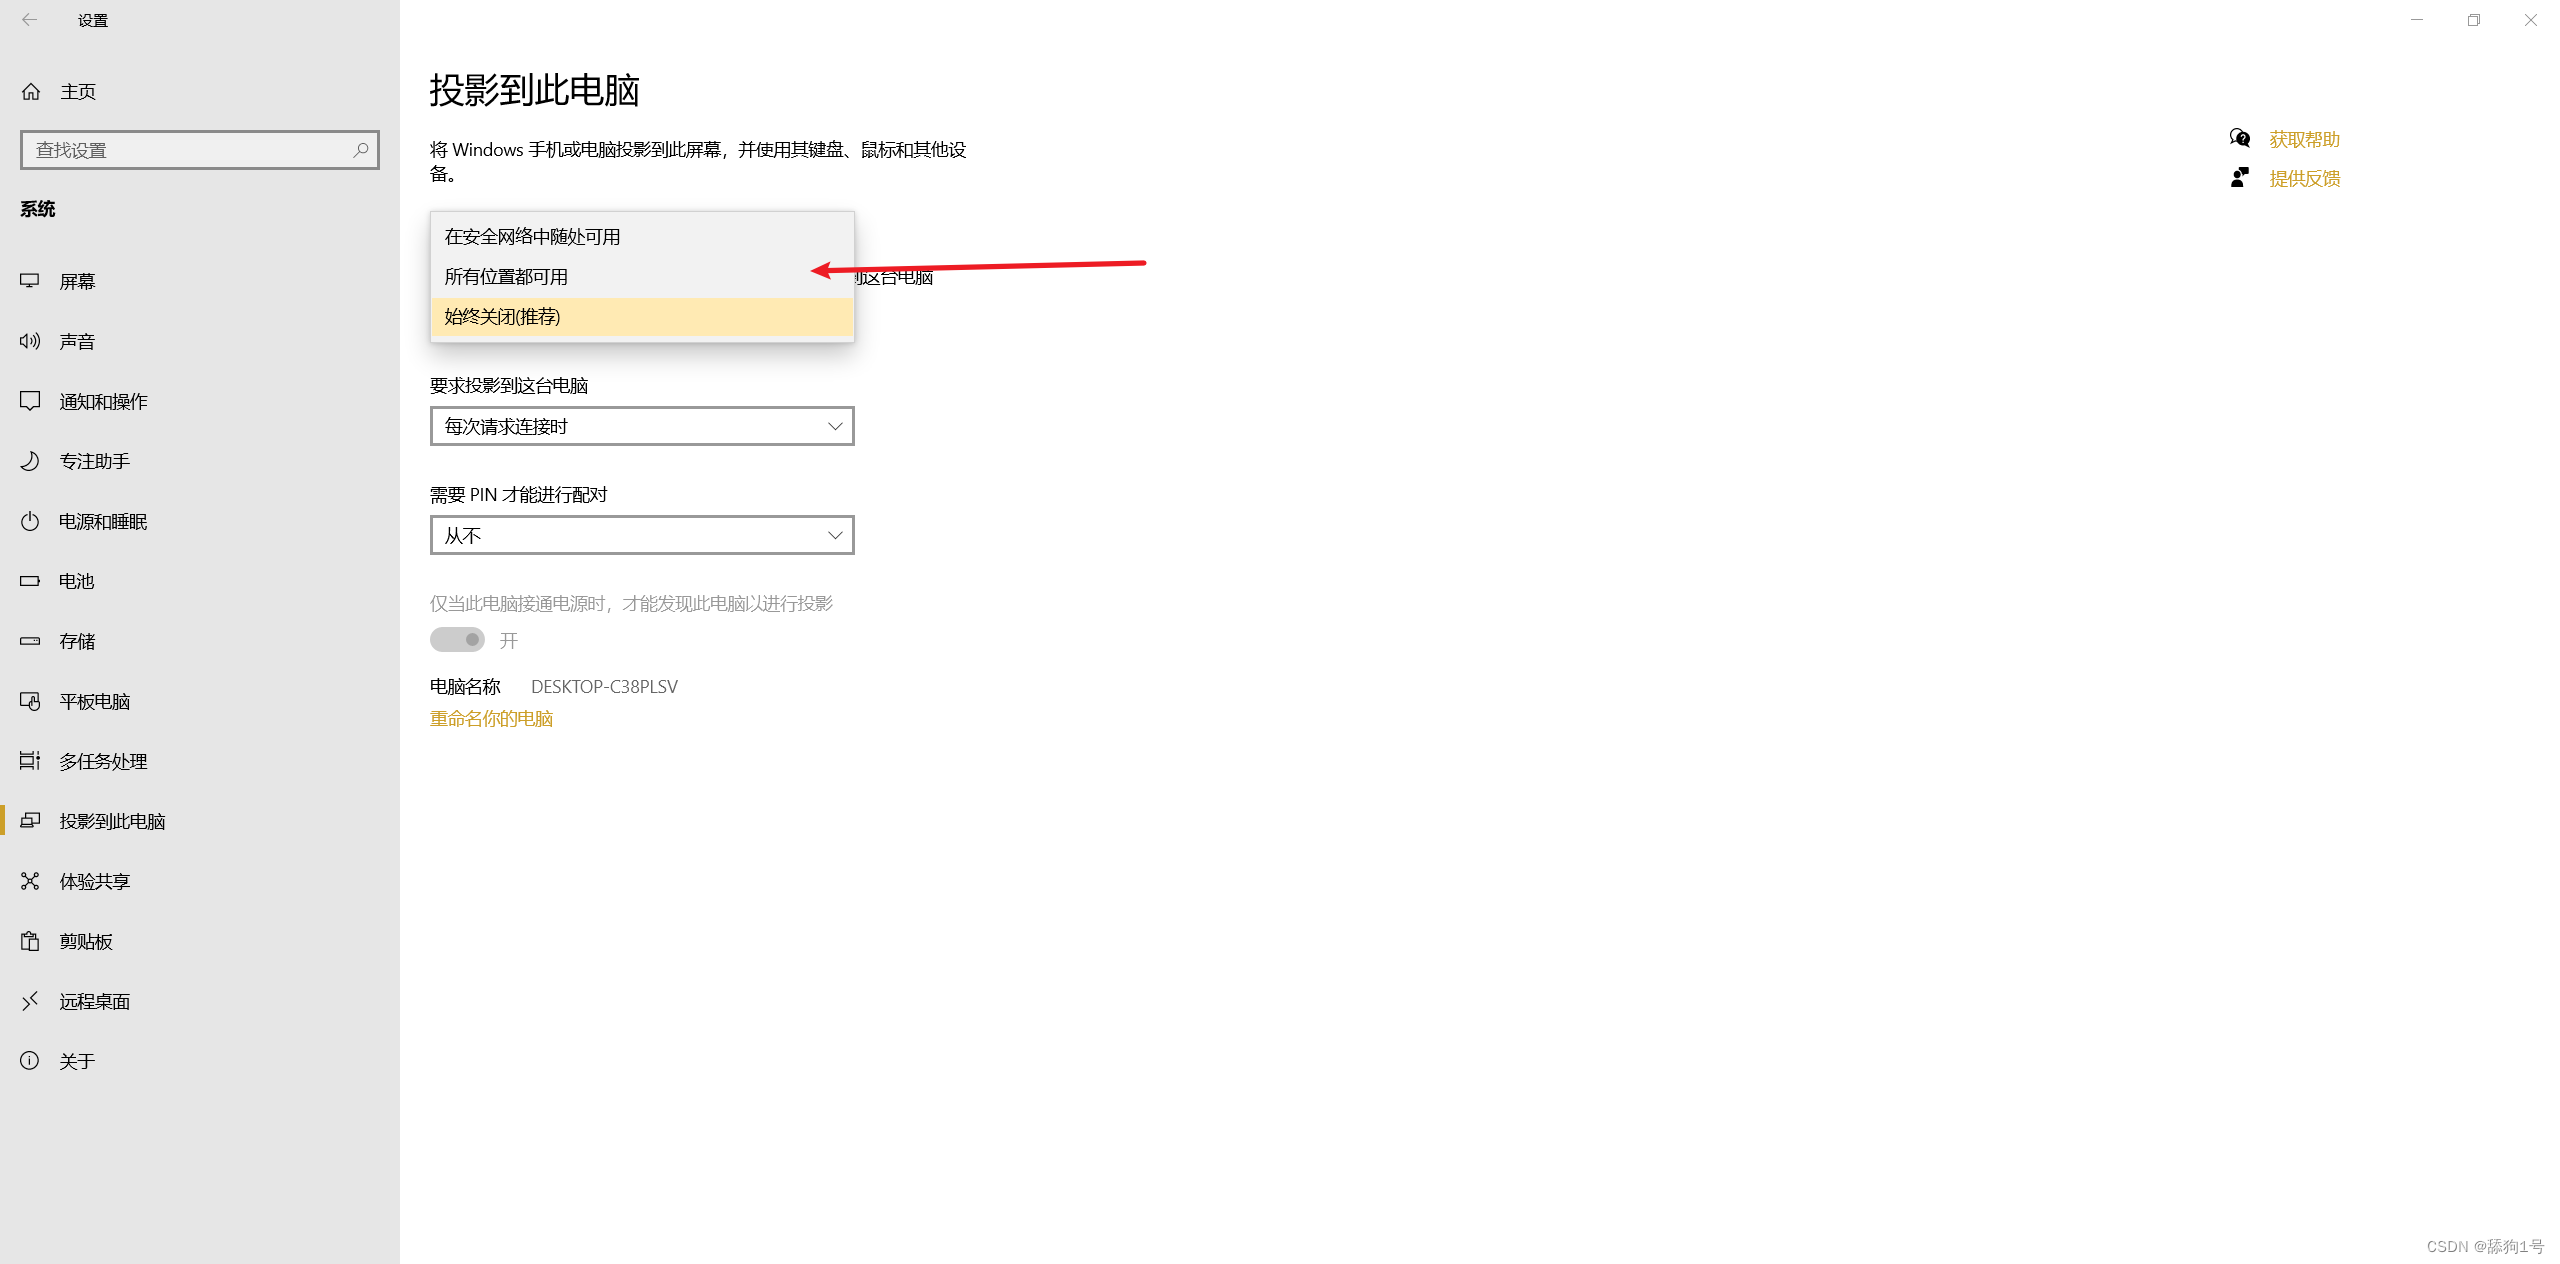 设置
主页
查找设置
系统
屏幕
声音
通知和操作
专注助手
电源和睡眠
电池
存储
平板电脑
多任务处理
投影到此电脑
体验共享
剪贴板
远程桌面
关于
投影到此电脑
将 Windows 手机或电脑投影到此屏幕，并使用其键盘、鼠标和其他设
备。
在安全网络中随处可用
所有位置都可用
到这台电脑
始终关闭(推荐)
要求投影到这台电脑
每次请求连接时
需要 PIN 才能进行配对
从不
仅当此电脑接通电源时，才能发现此电脑以进行投影
开
电脑名称 DESKTOP-C38PLSV
重命名你的电脑
获取帮助
提供反馈
CSDN @舔狗1号